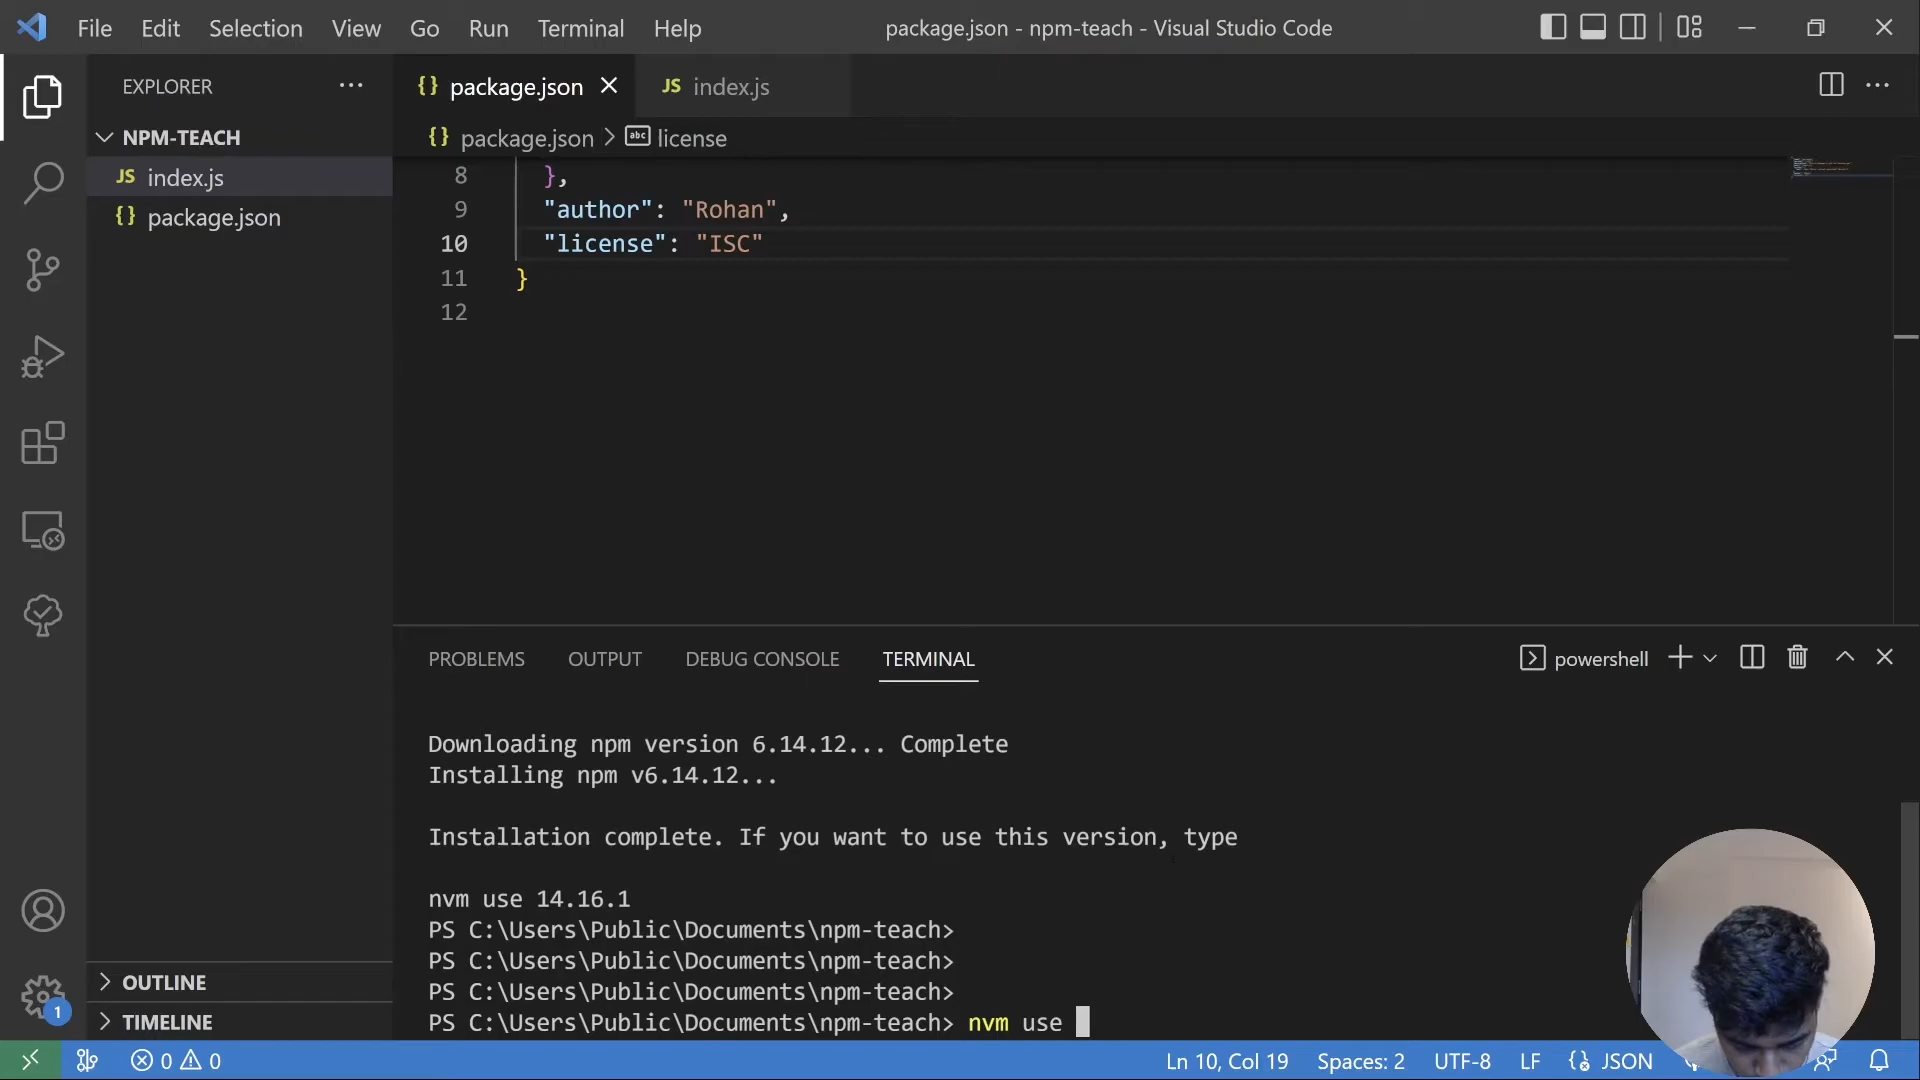 File Edit Selection View Go Run Terminal Help
package.json - npm-teach - Visual Studio Code
EXPLORER
{} package.json
JS index.js
NPM-TEACH
{} package.json > abc license
JS index.js
{} package.json
8 },
9 "author": "Rohan",
10 "license": "ISC"
11 }
12
PROBLEMS OUTPUT DEBUG CONSOLE TERMINAL
powershell
Downloading npm version 6.14.12... Complete
Installing npm v6.14.12...
Installation complete. If you want to use this version, type
nvm use 14.16.1
PS C:\Users\Public\Documents\npm-teach>
PS C:\Users\Public\Documents\npm-teach>
PS C:\Users\Public\Documents\npm-teach>
PS C:\Users\Public\Documents\npm-teach> nvm use
OUTLINE
TIMELINE
1
0 0
Ln 10, Col 19 Spaces: 2 UTF-8 LF {} JSON